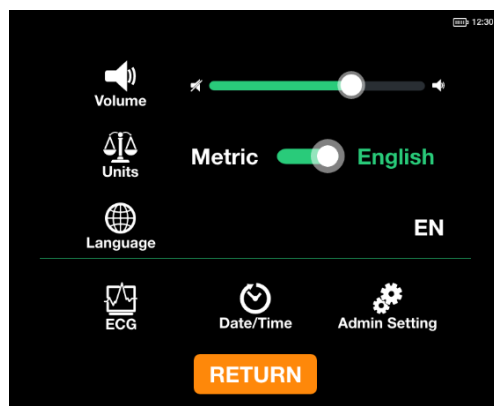 12:30
Volume
Metric English
Units
EN
Language
ECG Date/Time Admin Setting
RETURN